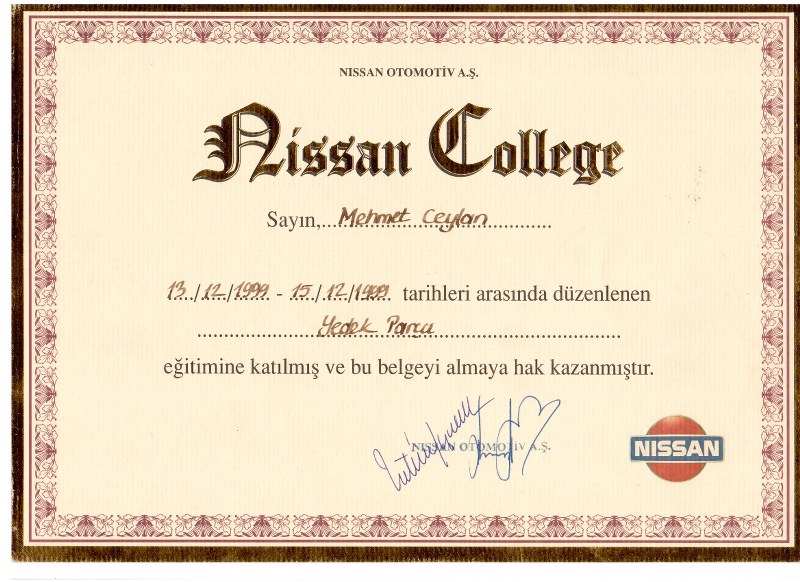 NISSAN OTOMOTİV A.Ş.
Nissan College
Sayın,...Mehmet Ceylan............
13../12../1999. - 15../12../1999. tarihleri arasında düzenlenen
........................Yedek Parça........................................
eğitimine katılmış ve bu belgeyi almaya hak kazanmıştır.
NISSAN OTOMOTİV A.Ş.
NISSAN